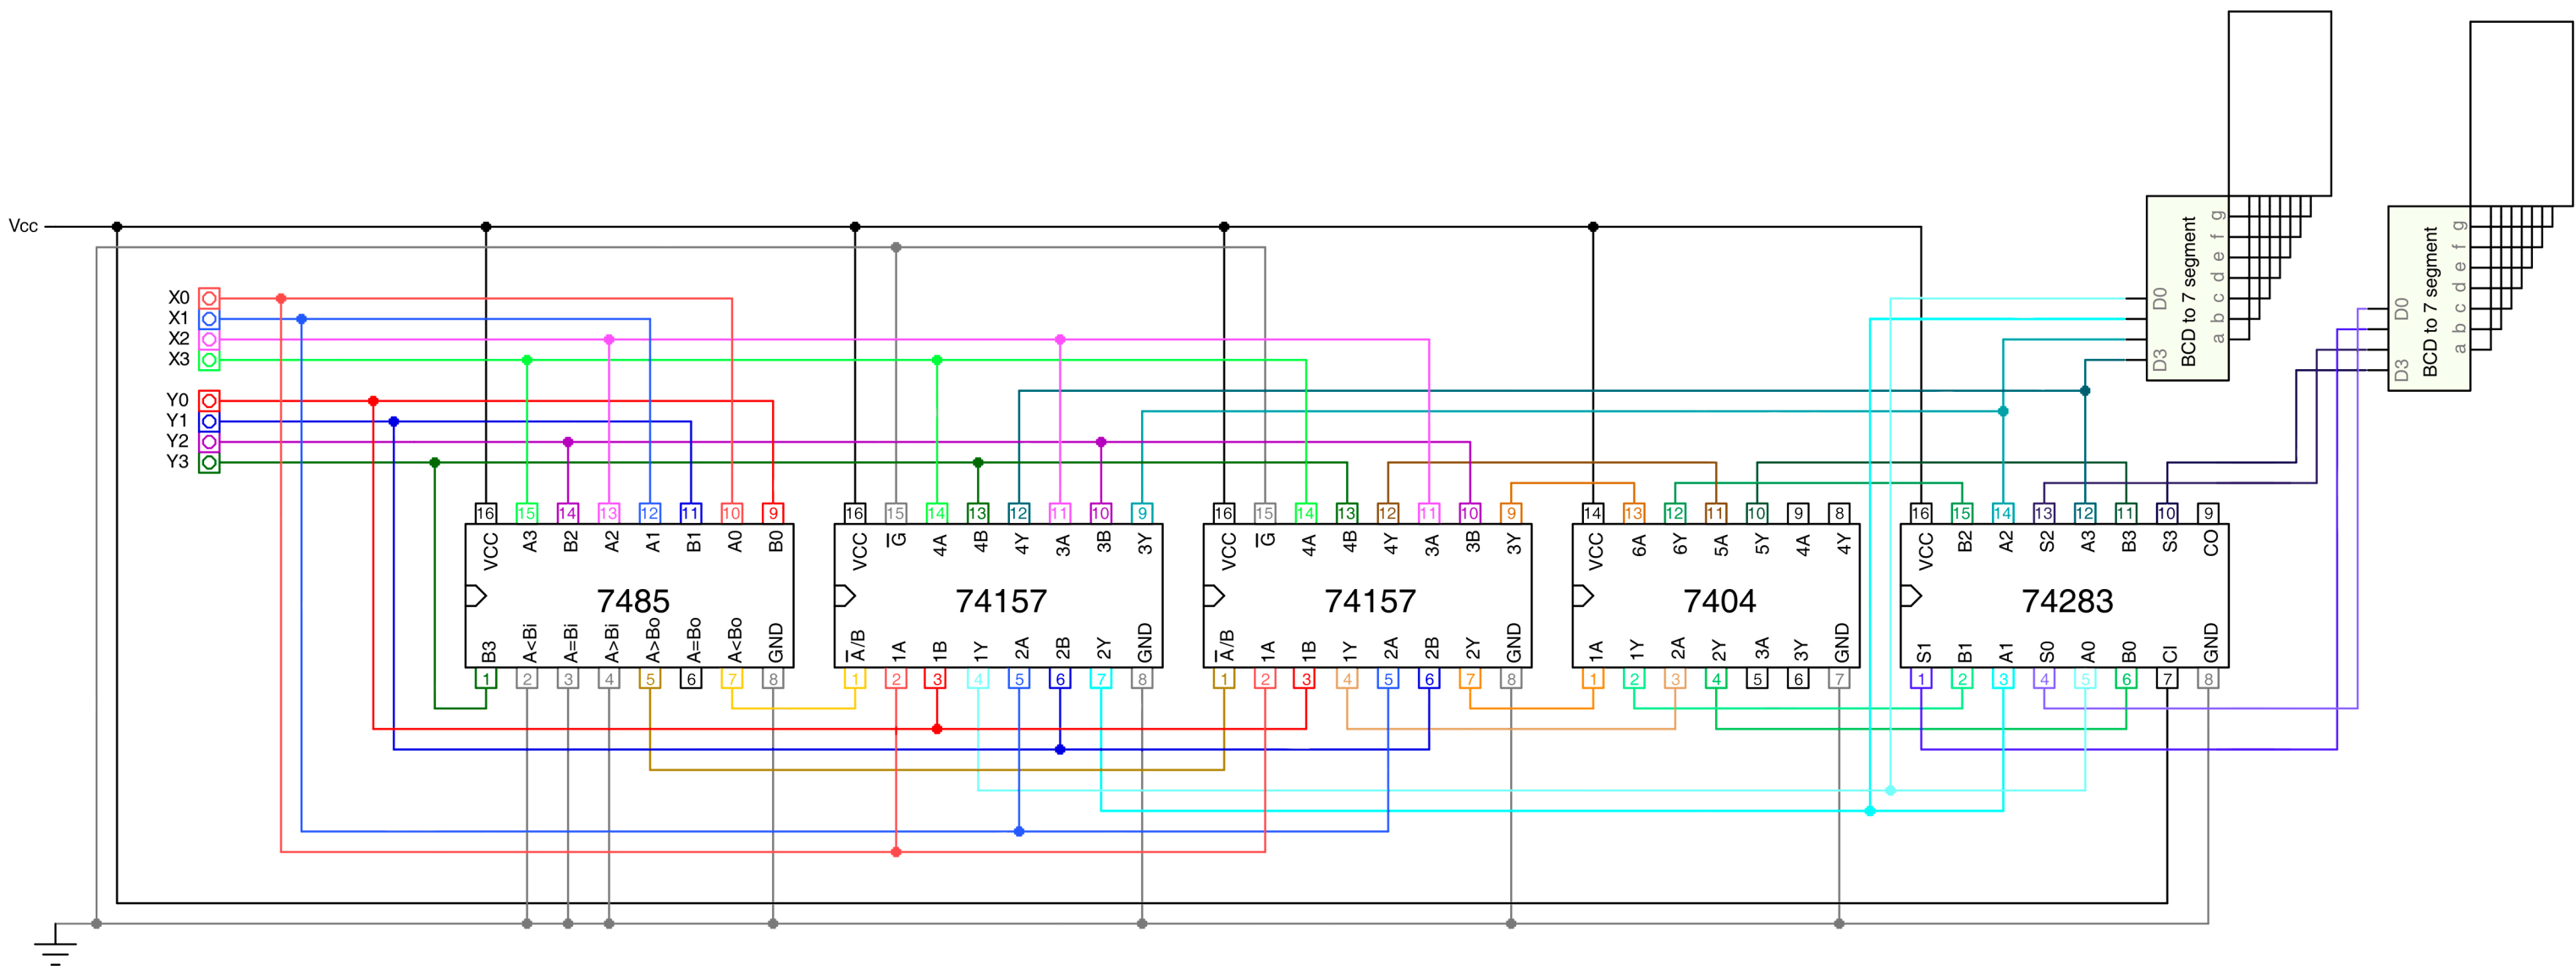 Vcc
X0
X1
X2
X3
Y0
Y1
Y2
Y3
16 15 14 13 12 11 10 9
VCC A3 B2 A2 A1 B1 A0 B0
7485
B3 A<Bi A=Bi A>Bi A>Bo A=Bo A<Bo GND
1 2 3 4 5 6 7 8
16 15 14 13 12 11 10 9
VCC G 4A 4B 4Y 3A 3B 3Y
74157
A/B 1A 1B 1Y 2A 2B 2Y GND
1 2 3 4 5 6 7 8
16 15 14 13 12 11 10 9
VCC G 4A 4B 4Y 3A 3B 3Y
74157
A/B 1A 1B 1Y 2A 2B 2Y GND
1 2 3 4 5 6 7 8
14 13 12 11 10 9 8
VCC 6A 6Y 5A 5Y 4A 4Y
7404
1A 1Y 2A 2Y 3A 3Y GND
1 2 3 4 5 6 7
16 15 14 13 12 11 10 9
VCC B2 A2 S2 A3 B3 S3 CO
74283
S1 B1 A1 S0 A0 B0 CI GND
1 2 3 4 5 6 7 8
D0
D3
BCD to 7 segment
a b c d e f g
D0
D3
BCD to 7 segment
a b c d e f g